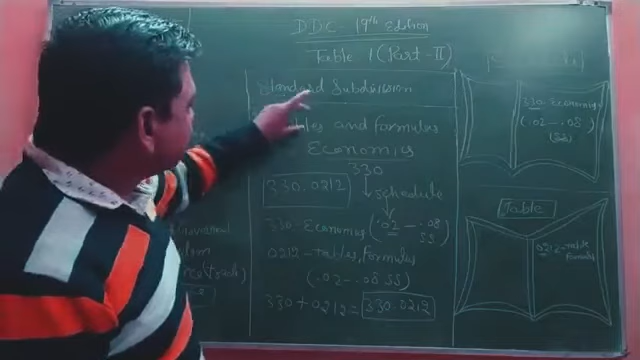 DDC - 19th Edition
Table 1 (Part-II)
Standard Subdivision
and formulas
Economics
330
330.0212
schedule
330-Economics (.02-.08
SS)
0212-tables, Formulas
(.02-.08 SS)
330+0212=330.0212
330-Economics
(.02-.08)
(SS)
Table
0212-table
formulas